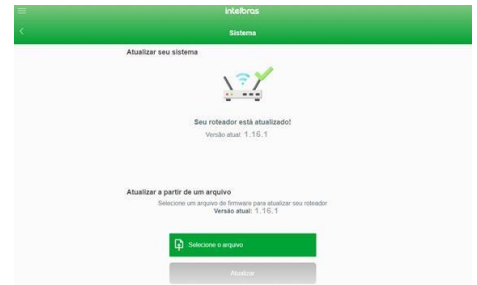 intelbras
Sistema
Atualizar seu sistema
Seu roteador está atualizado!
Versão atual: 1.16.1
Atualizar a partir de um arquivo
Selecione um arquivo de firmware para atualizar seu roteador
Versão atual: 1.16.1
Selecione o arquivo
Atualizar